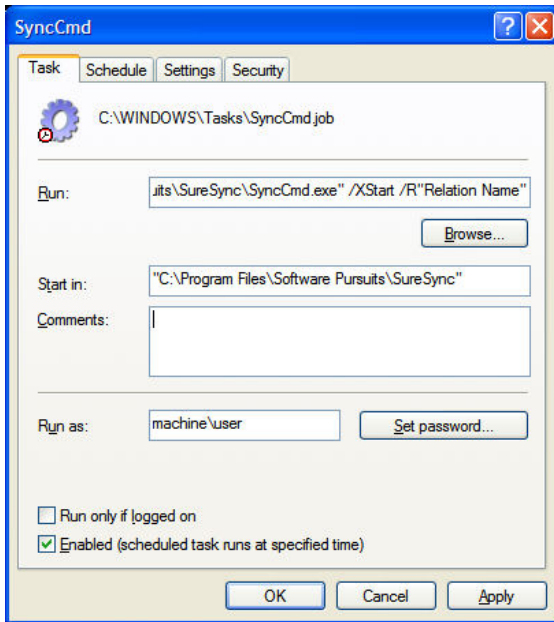 SyncCmd
Task Schedule Settings Security
C:\WINDOWS\Tasks\SyncCmd.job
Run: uits\SureSync\SyncCmd.exe" /XStart /R"Relation Name"
Browse...
Start in: "C:\Program Files\Software Pursuits\SureSync"
Comments:
Run as: machine\user Set password...
Run only if logged on
Enabled (scheduled task runs at specified time)
OK Cancel Apply